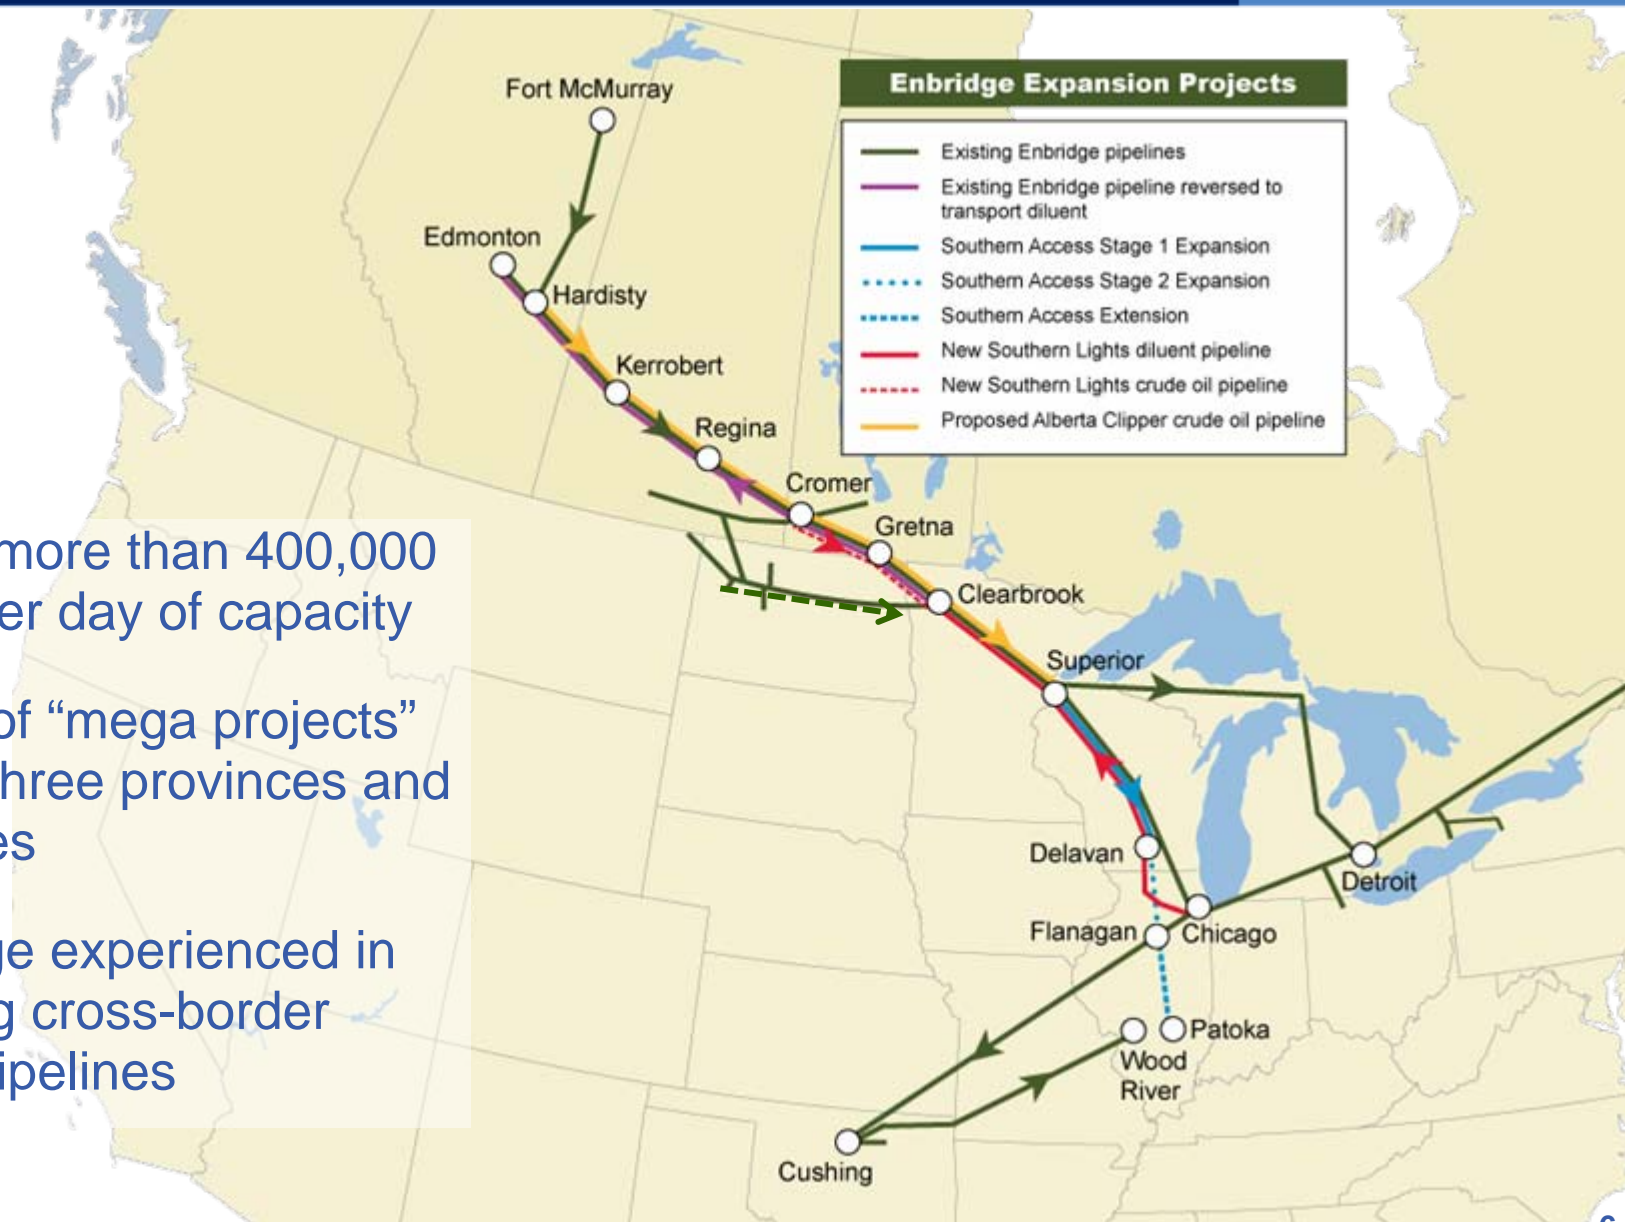 Enbridge Expansion Projects
Existing Enbridge pipelines
Existing Enbridge pipeline reversed to
transport diluent
Southern Access Stage 1 Expansion
Southern Access Stage 2 Expansion
Southern Access Extension
New Southern Lights diluent pipeline
New Southern Lights crude oil pipeline
Proposed Alberta Clipper crude oil pipeline
Fort McMurray
Edmonton
Hardisty
Kerrobert
Regina
Cromer
Gretna
Clearbrook
Superior
Delavan
Detroit
Flanagan
Chicago
Patoka
Wood
River
Cushing
more than 400,000
er day of capacity
of “mega projects”
hree provinces and
es
ge experienced in
g cross-border
ipelines